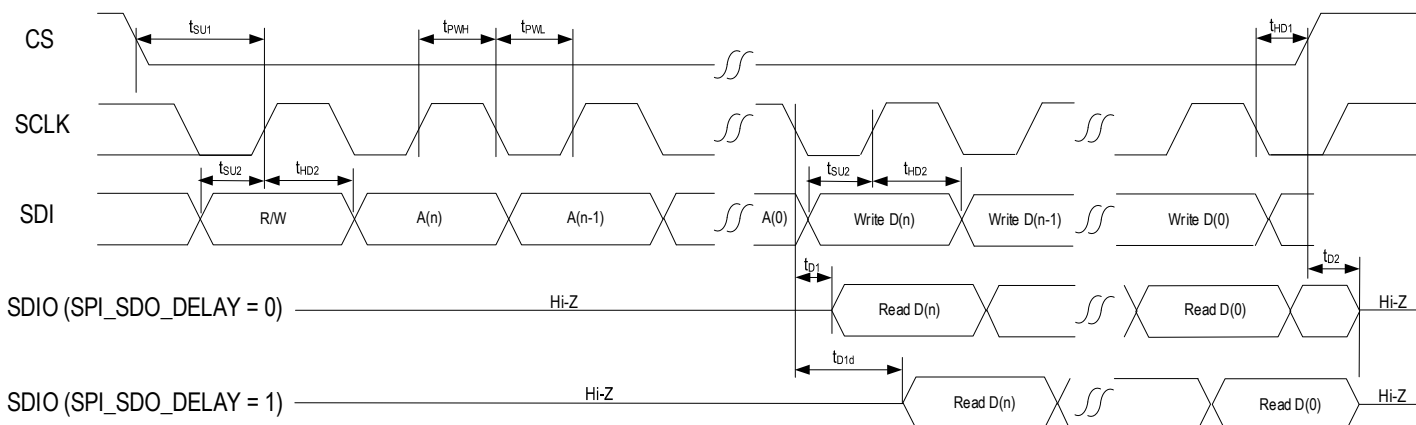 CS
tSU1
tPWH
tPWL
tHD1
SCLK
tSU2
tHD2
tSU2
tHD2
SDI
R/W
A(n)
A(n-1)
A(0)
Write D(n)
Write D(n-1)
Write D(0)
tD1
tD2
SDIO (SPI_SDO_DELAY = 0)
Hi-Z
Read D(n)
Read D(0)
Hi-Z
tD1d
SDIO (SPI_SDO_DELAY = 1)
Hi-Z
Read D(n)
Read D(0)
Hi-Z